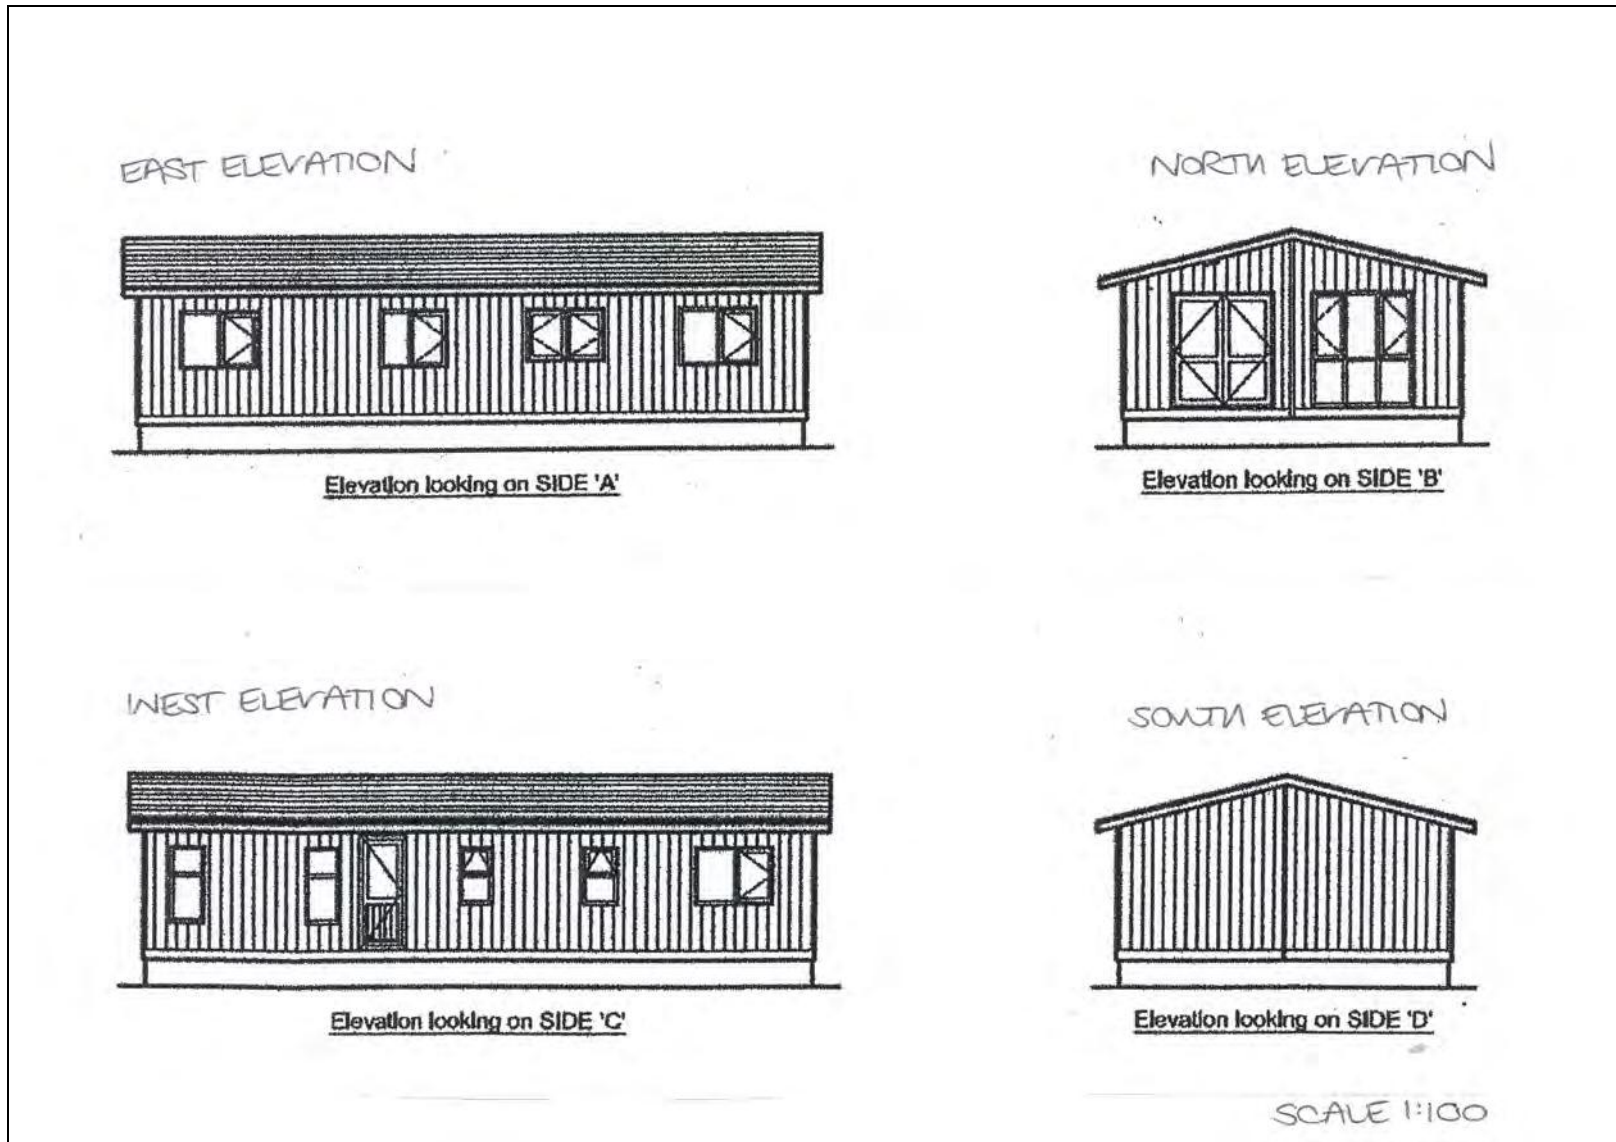 EAST ELEVATION
NORTH ELEVATION
Elevation looking on SIDE 'A'
Elevation looking on SIDE 'B'
WEST ELEVATION
SOUTH ELEVATION
Elevation looking on SIDE 'C'
Elevation looking on SIDE 'D'
SCALE 1:100